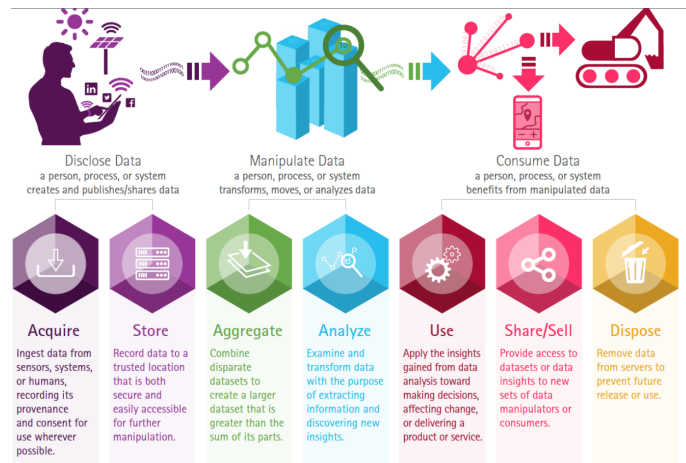 Disclose Data
a person, process, or system
creates and publishes/shares data
Manipulate Data
a person, process, or system
transforms, moves, or analyzes data
Consume Data
a person, process, or system
benefits from manipulated data
Acquire
Ingest data from
sensors, systems,
or humans,
recording its
provenance
and consent for
use wherever
possible.
Store
Record data to a
trusted location
that is both
secure and
easily accessible
for further
manipulation.
Aggregate
Combine
disparate
datasets to
create a larger
dataset that is
greater than the
sum of its parts.
Analyze
Examine and
transform data
with the purpose
of extracting
information and
discovering new
insights.
Use
Apply the insights
gained from data
analysis toward
making decisions,
affecting change,
or delivering a
product or service.
Share/Sell
Provide access to
datasets or data
insights to new
sets of data
manipulators or
consumers.
Dispose
Remove data
from servers to
prevent future
release or use.